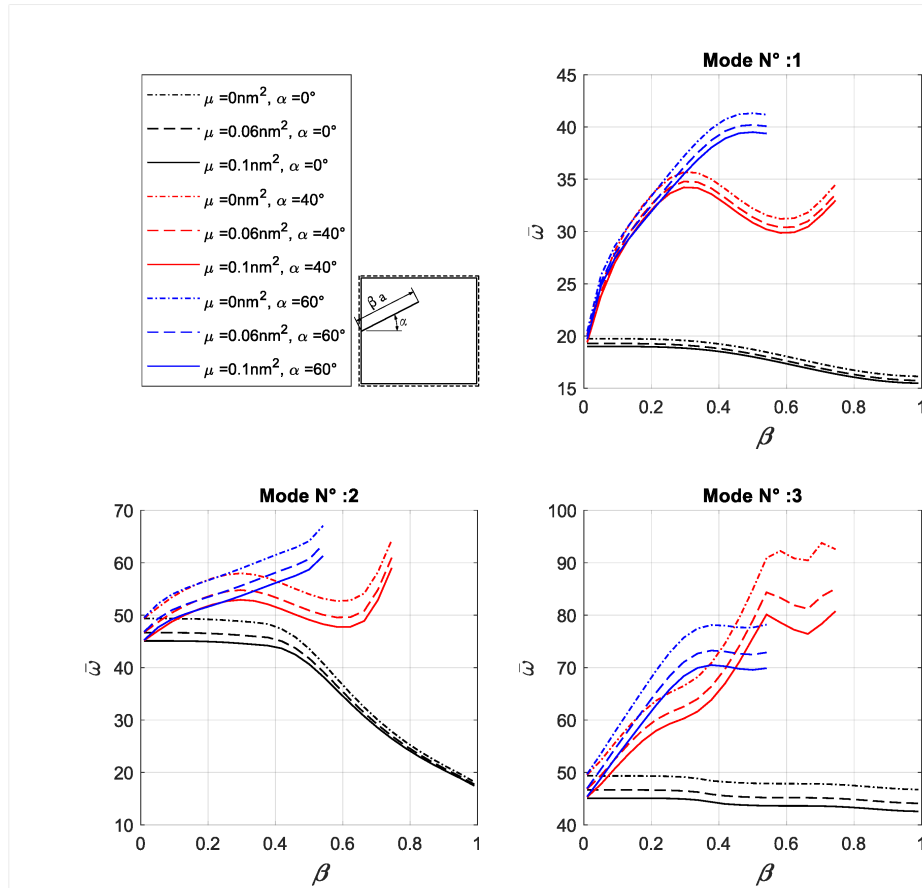 Mode N° :1
μ =0nm², α =0°
μ =0.06nm², α =0°
μ =0.1nm², α =0°
μ =0nm², α =40°
μ =0.06nm², α =40°
μ =0.1nm², α =40°
μ =0nm², α =60°
μ =0.06nm², α =60°
μ =0.1nm², α =60°
β a
α
45
40
35
30
25
20
15
ω̄
0 0.2 0.4 0.6 0.8 1
β
Mode N° :2
70
60
50
40
30
20
10
ω̄
0 0.2 0.4 0.6 0.8 1
β
Mode N° :3
100
90
80
70
60
50
40
ω̄
0 0.2 0.4 0.6 0.8 1
β